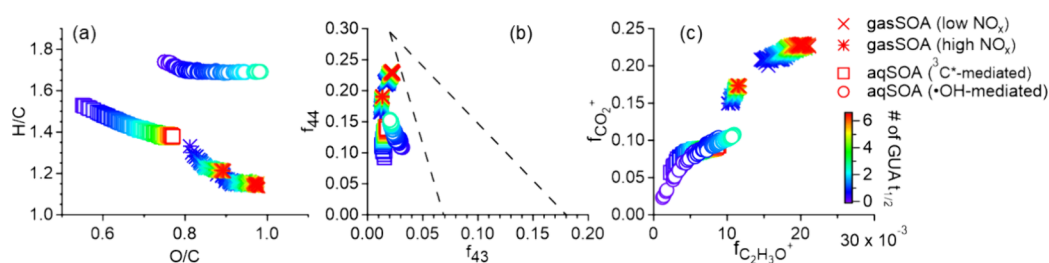 (a)
H/C
1.8
1.6
1.4
1.2
1.0
0.6
0.8
1.0
O/C
(b)
f₄₄
0.30
0.25
0.20
0.15
0.10
0.05
0.00
0.00
0.05
0.10
0.15
0.20
f₄₃
(c)
fCO₂⁺
0.25
0.20
0.15
0.10
0.05
0.00
0
10
20
30 x 10⁻³
fC₂H₃O⁺
gasSOA (low NOₓ)
gasSOA (high NOₓ)
aqSOA (³C*-mediated)
aqSOA (•OH-mediated)
6
4
2
0
# of GUA t₁/₂